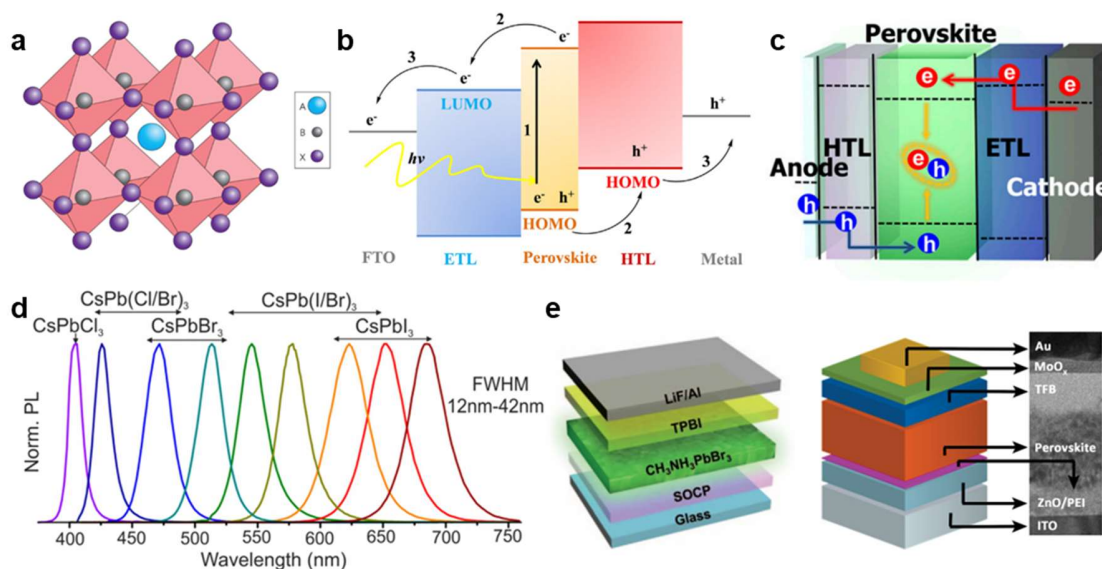 a
A
B
X
b
e⁻
2
e⁻
3
e⁻
LUMO
1
hν
e⁻ h⁺
HOMO
h⁺
HOMO
2
h⁺
3
FTO
ETL
Perovskite
HTL
Metal
c
Perovskite
e
e
e
HTL
e
h
ETL
Anode
Cathode
h
h
h
d
CsPb(Cl/Br)₃
CsPb(I/Br)₃
CsPbCl₃
CsPbBr₃
CsPbI₃
FWHM
12nm-42nm
Norm. PL
400 450 500 550 600 650 700 750
Wavelength (nm)
e
LiF/Al
TPBI
CH₃NH₃PbBr₃
SOCP
Glass
Au
MoOₓ
TFB
Perovskite
ZnO/PEI
ITO